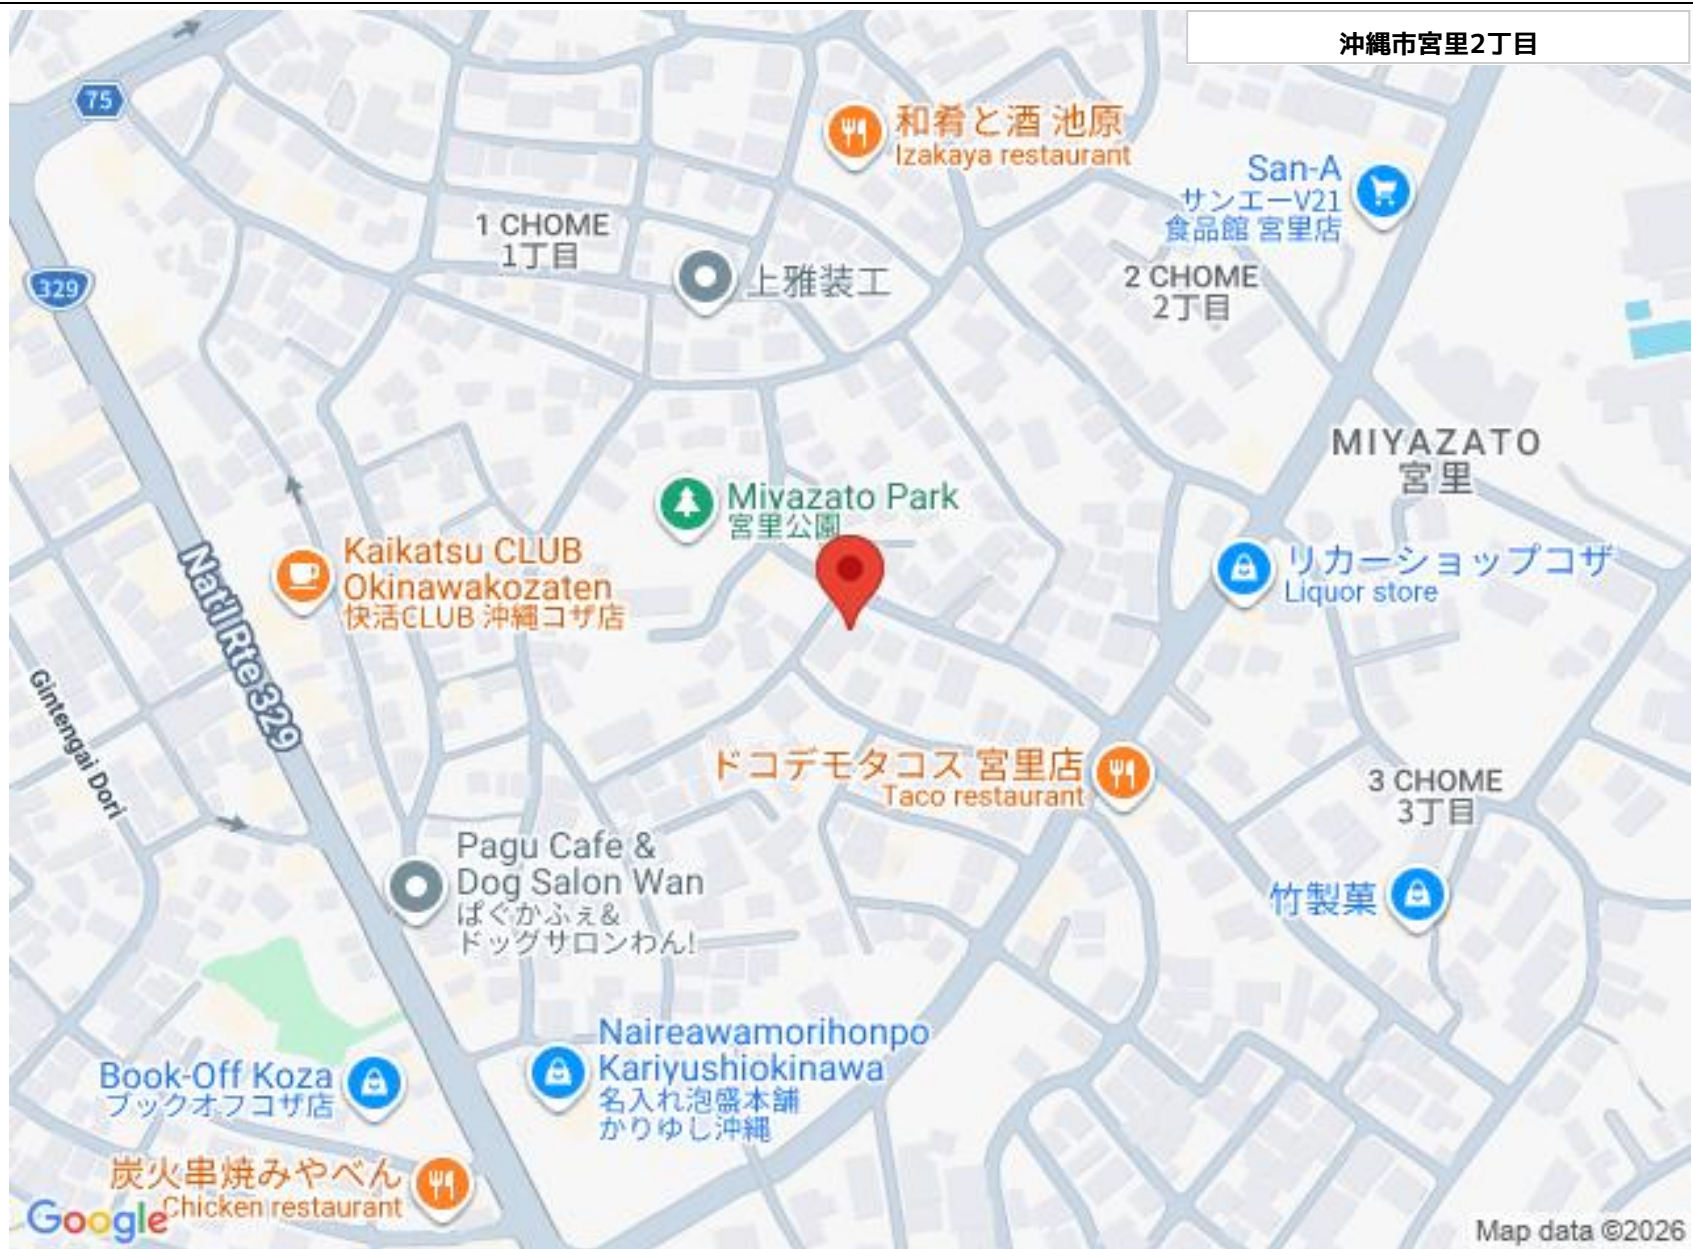 沖縄市宮里2丁目
75
和肴と酒 池原
Izakaya restaurant
San-A
サンエーV21
食品館 宮里店
1 CHOME
1丁目
上雅装工
2 CHOME
2丁目
329
MIYAZATO
宮里
Miyazato Park
宮里公園
Kaikatsu CLUB
Okinawakozaten
快活CLUB 沖縄コザ店
リカーショップコザ
Liquor store
Nat'l Rte 329
Gintengai Dori
ドコデモタコス 宮里店
Taco restaurant
3 CHOME
3丁目
Pagu Cafe &
Dog Salon Wan
ぱぐかふぇ&
ドッグサロンわん!
竹製菓
Naireawamorihonpo
Kariyushiokinawa
名入れ泡盛本舗
かりゆし沖縄
Book-Off Koza
ブックオフコザ店
炭火串焼みやべん
Chicken restaurant
Google
Map data ©2026